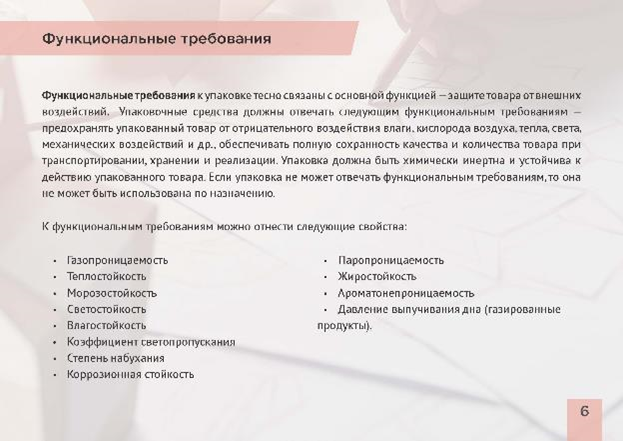 Функциональные требования
Функциональные требования к упаковке тесно связаны с основной функцией — защите товара от внешних
воздействий. Упаковочные средства должны отвечать следующим функциональным требованиям —
предохранять упакованный товар от отрицательного воздействия влаги, кислорода воздуха, тепла, света,
механических воздействий и др., обеспечивать полную сохранность качества и количества товара при
транспортировании, хранении и реализации. Упаковка должна быть химически инертна и устойчива к
действию упакованного товара. Если упаковка не может отвечать функциональным требованиям, то она
не может быть использована по назначению.
К функциональным требованиям можно отнести следующие свойства:
• Газопроницаемость
• Теплостойкость
• Морозостойкость
• Светостойкость
• Влагостойкость
• Коэффициент светопропускания
• Степень набухания
• Коррозионная стойкость
• Паропроницаемость
• Жиростойкость
• Ароматонепроницаемость
• Давление выпучивания дна (газированные
продукты).
6